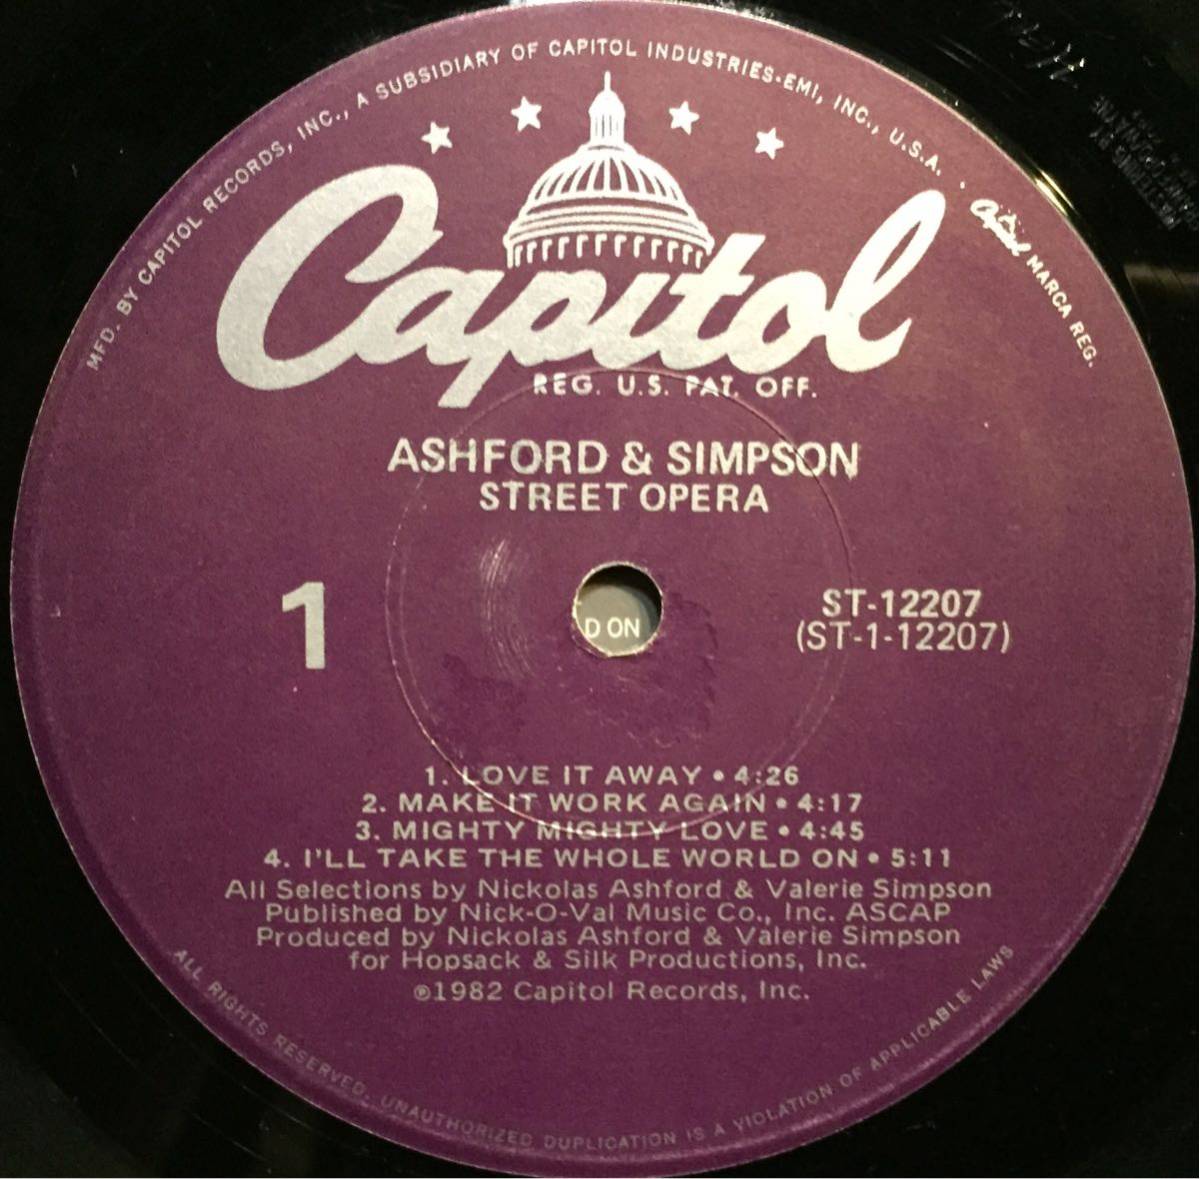 MFD. BY CAPITOL RECORDS, INC., A SUBSIDIARY OF CAPITOL INDUSTRIES-EMI, INC., U.S.A. • Capitol MARCA REG.
Capitol
REG. U.S. PAT. OFF.
ASHFORD & SIMPSON
STREET OPERA
1
ST-12207
(ST-1-12207)
D ON
1. LOVE IT AWAY • 4:26
2. MAKE IT WORK AGAIN • 4:17
3. MIGHTY MIGHTY LOVE • 4:45
4. I'LL TAKE THE WHOLE WORLD ON • 5:11
All Selections by Nickolas Ashford & Valerie Simpson
Published by Nick-O-Val Music Co., Inc. ASCAP
Produced by Nickolas Ashford & Valerie Simpson
for Hopsack & Silk Productions, Inc.
℗1982 Capitol Records, Inc.
ALL RIGHTS RESERVED. UNAUTHORIZED DUPLICATION IS A VIOLATION OF APPLICABLE LAWS